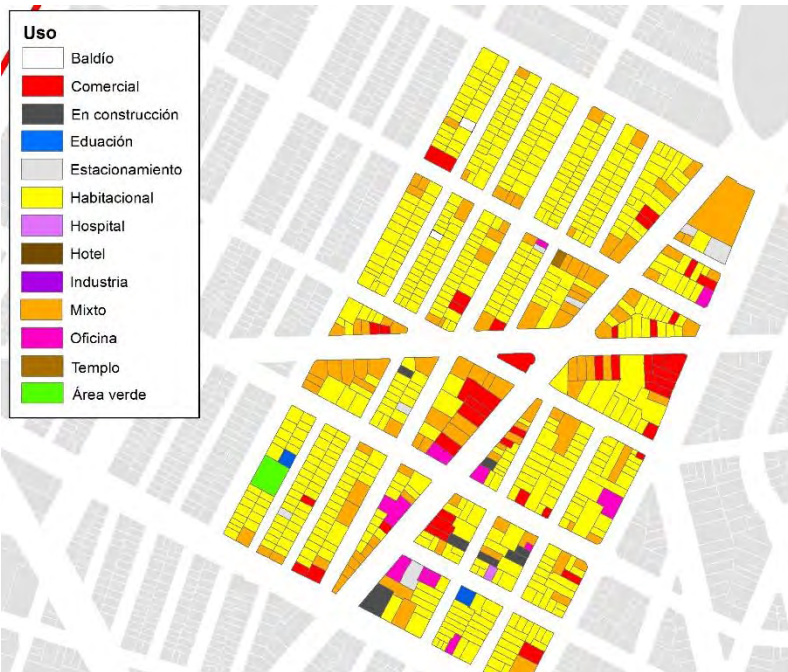 Uso
Baldío
Comercial
En construcción
Eduación
Estacionamiento
Habitacional
Hospital
Hotel
Industria
Mixto
Oficina
Templo
Área verde